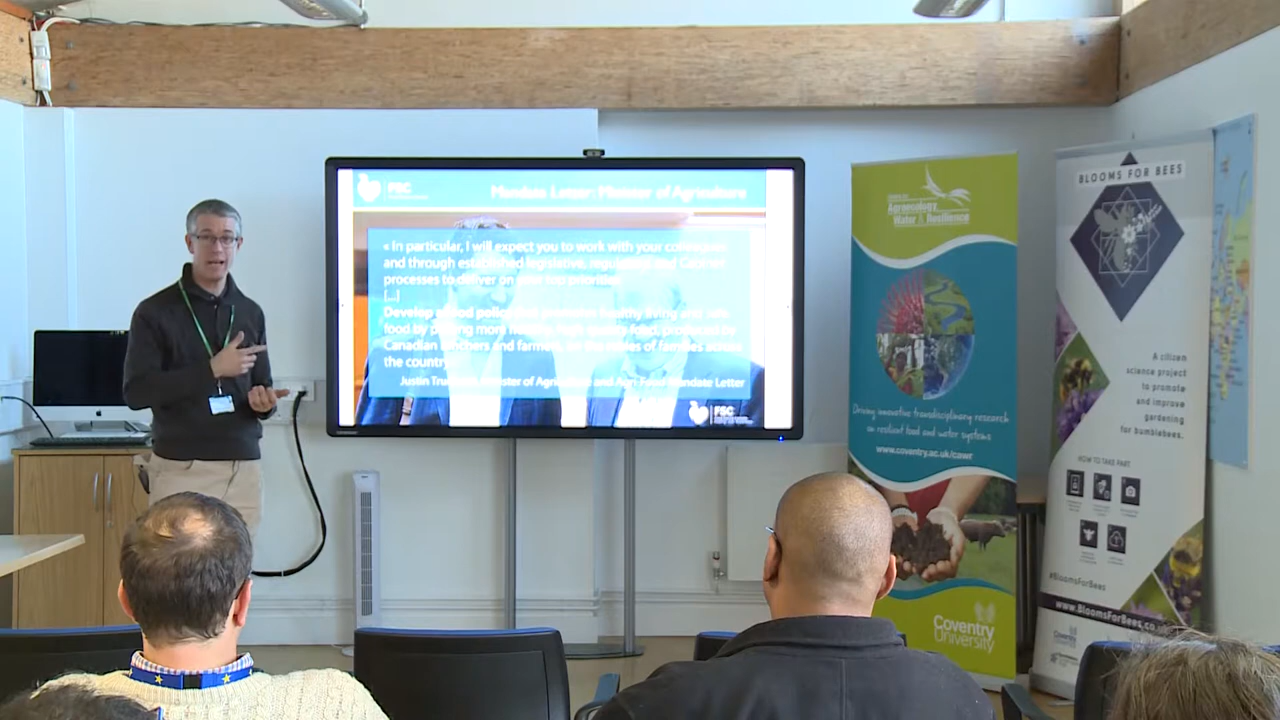 FSC
Mandate Letter: Minister of Agriculture
« In particular, I will expect you to work with your colleagues
and through established legislative, regulatory and Cabinet
processes to deliver on your top priorities:
[...]
Develop a food policy that promotes healthy living and safe
food by putting more healthy, high-quality food, produced by
Canadian ranchers and farmers, on the tables of families across
the country
Justin Trudeau, Minister of Agriculture and Agri-Food Mandate Letter
FSC
Agroecology
Water & Resilience
Driving innovative transdisciplinary research
on resilient food and water systems
www.coventry.ac.uk/cawr
Coventry
University
BLOOMS FOR BEES
A citizen
science project
to promote
and improve
gardening
for bumblebees.
HOW TO TAKE PART
#BloomsForBees
www.BloomsForBees.co
Coventry